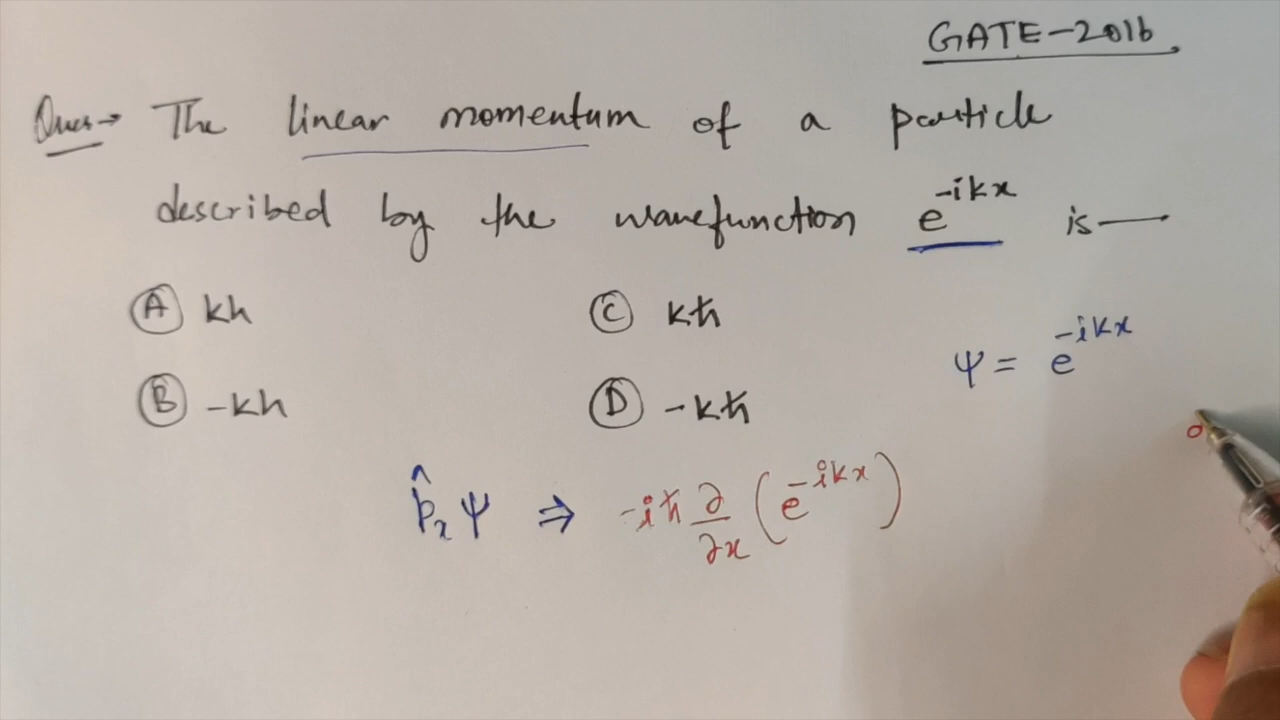 GATE-2016
Ques→ The linear momentum of a particle
described by the wavefunction e^{-ikx} is —
Ⓐ kh
Ⓒ kħ
Ⓑ -kh
Ⓓ -kħ
ψ = e^{-ikx}
p̂ₓψ ⇒ -iħ ∂/∂x (e^{-ikx})